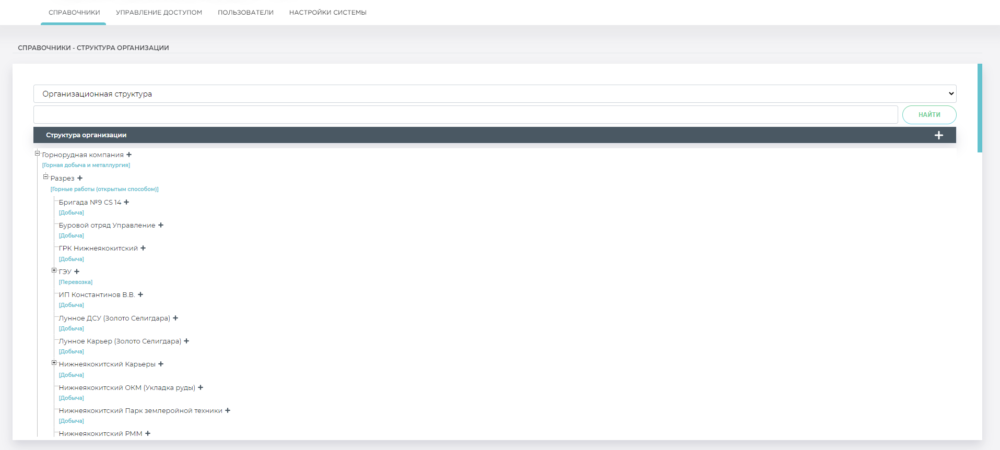 СПРАВОЧНИКИ УПРАВЛЕНИЕ ДОСТУПОМ ПОЛЬЗОВАТЕЛИ НАСТРОЙКИ СИСТЕМЫ
СПРАВОЧНИКИ - СТРУКТУРА ОРГАНИЗАЦИИ
Организационная структура
НАЙТИ
Структура организации
Горнорудная компания
[Горная добыча и металлургия]
Разрез
[Горные работы (открытым способом)]
Бригада №9 CS 14
[Добыча]
Буровой отряд Управление
[Добыча]
ГРК Нижнеякокитский
[Добыча]
ГЭУ
[Перевозка]
ИП Константинов В.В.
[Добыча]
Лунное ДСУ (Золото Селигдара)
[Добыча]
Лунное Карьер (Золото Селигдара)
[Добыча]
Нижнеякокитский Карьеры
[Добыча]
Нижнеякокитский ОКМ (Укладка руды)
[Добыча]
Нижнеякокитский Парк землеройной техники
[Добыча]
Нижнеякокитский РММ